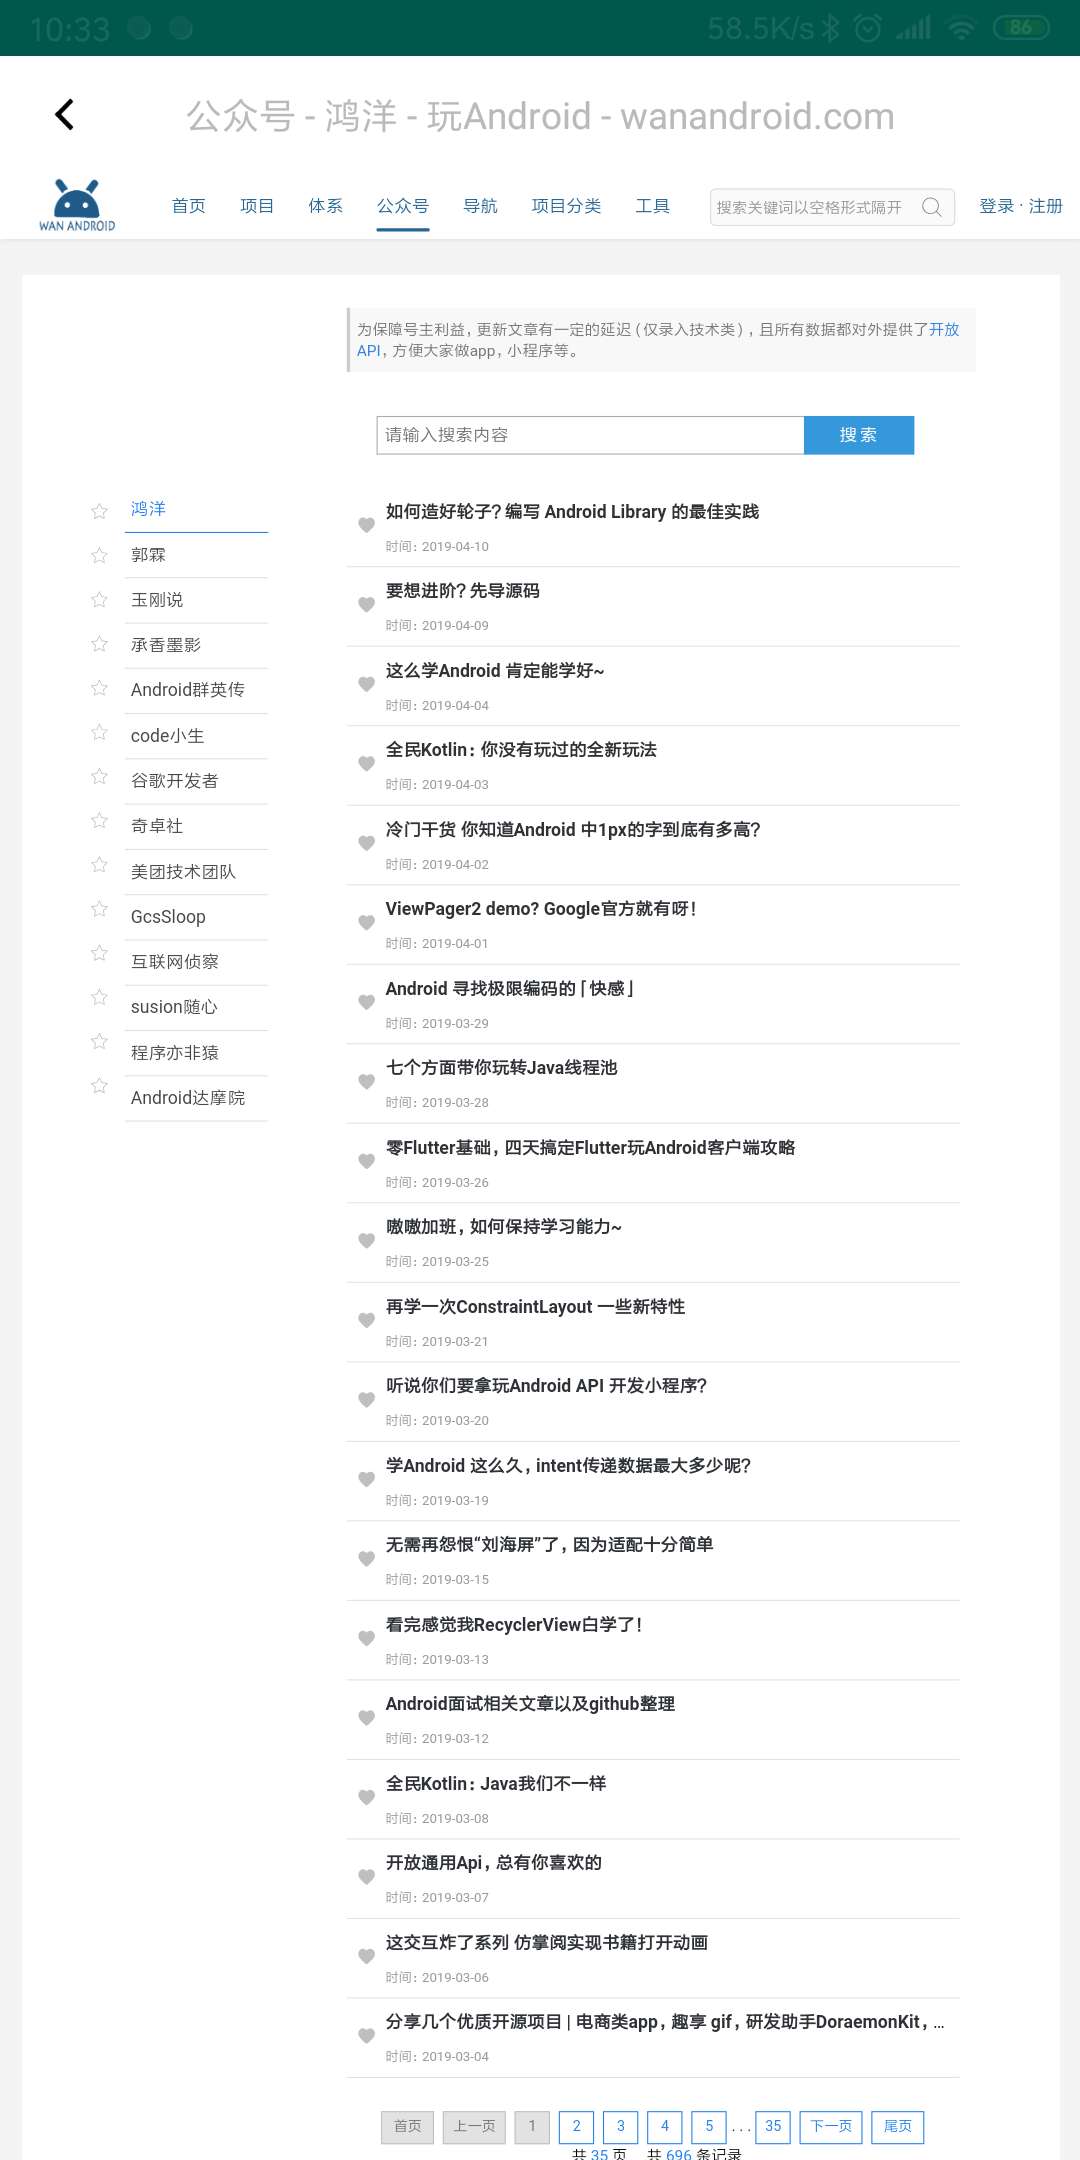 10:33 58.5K/s 86
公众号 - 鸿洋 - 玩Android - wanandroid.com
WAN ANDROID 首页 项目 体系 公众号 导航 项目分类 工具 搜索关键词以空格形式隔开 登录 · 注册
为保障号主利益, 更新文章有一定的延迟 (仅录入技术类) , 且所有数据都对外提供了开放
API, 方便大家做app, 小程序等。
请输入搜索内容 搜 索
鸿洋
郭霖
玉刚说
承香墨影
Android群英传
code小生
谷歌开发者
奇卓社
美团技术团队
GcsSloop
互联网侦察
susion随心
程序亦非猿
Android达摩院
如何造好轮子? 编写 Android Library 的最佳实践
时间: 2019-04-10
要想进阶? 先导源码
时间: 2019-04-09
这么学Android 肯定能学好~
时间: 2019-04-04
全民Kotlin: 你没有玩过的全新玩法
时间: 2019-04-03
冷门干货 你知道Android 中1px的字到底有多高?
时间: 2019-04-02
ViewPager2 demo? Google官方就有呀!
时间: 2019-04-01
Android 寻找极限编码的「快感」
时间: 2019-03-29
七个方面带你玩转Java线程池
时间: 2019-03-28
零Flutter基础, 四天搞定Flutter玩Android客户端攻略
时间: 2019-03-26
嗷嗷加班, 如何保持学习能力~
时间: 2019-03-25
再学一次ConstraintLayout 一些新特性
时间: 2019-03-21
听说你们要拿玩Android API 开发小程序?
时间: 2019-03-20
学Android 这么久, intent传递数据最大多少呢?
时间: 2019-03-19
无需再怨恨“刘海屏”了, 因为适配十分简单
时间: 2019-03-15
看完感觉我RecyclerView白学了!
时间: 2019-03-13
Android面试相关文章以及github整理
时间: 2019-03-12
全民Kotlin: Java我们不一样
时间: 2019-03-08
开放通用Api, 总有你喜欢的
时间: 2019-03-07
这交互炸了系列 仿掌阅实现书籍打开动画
时间: 2019-03-06
分享几个优质开源项目 | 电商类app, 趣享 gif, 研发助手DoraemonKit, ...
时间: 2019-03-04
首页 上一页 1 2 3 4 5 ... 35 下一页 尾页
共 35 页 共 696 条记录